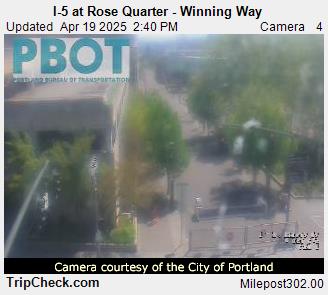 I-5 at Rose Quarter - Winning Way
Updated Apr 19 2025 2:40 PM Camera 4
PBOT
PORTLAND BUREAU OF TRANSPORTATION
Camera courtesy of the City of Portland
TripCheck.com Milepost302.00